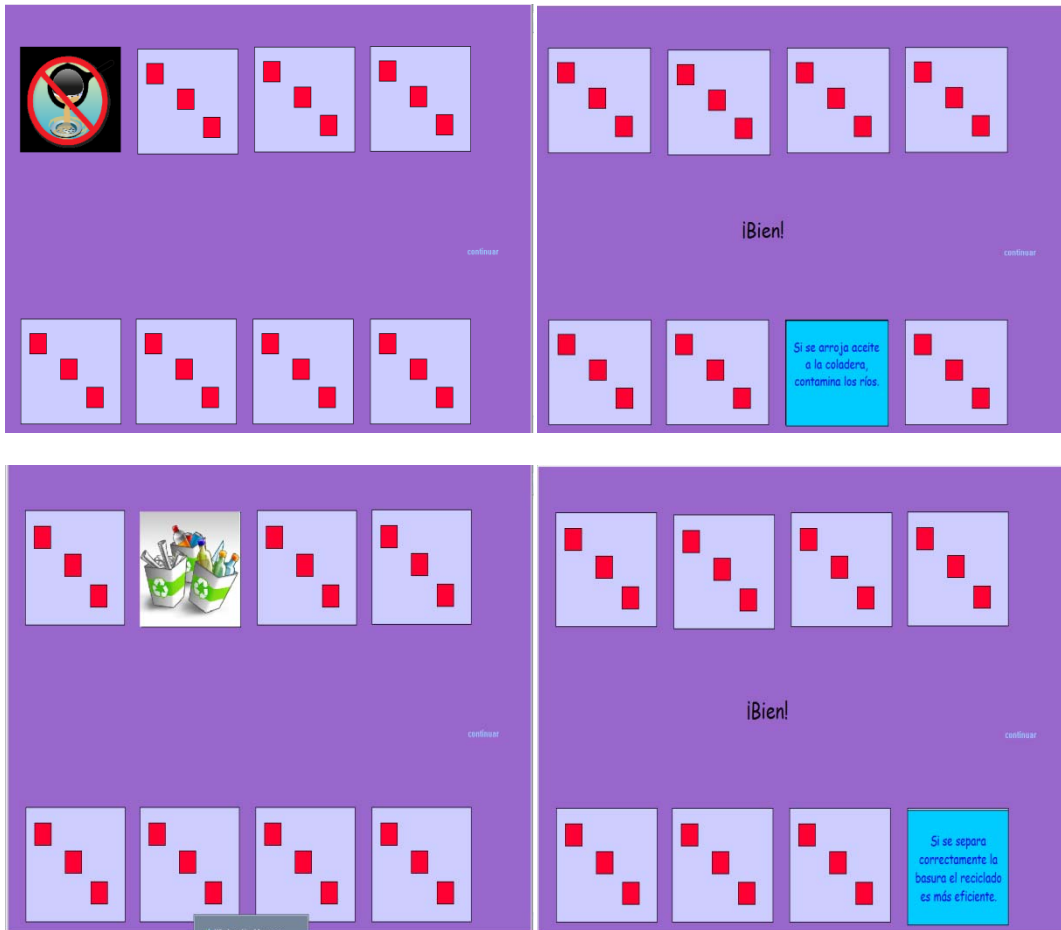 continuar
¡Bien!
continuar
Si se arroja aceite
a la coladera,
contamina los ríos.
continuar
¡Bien!
continuar
Si se separa
correctamente la
basura el reciclado
es más eficiente.